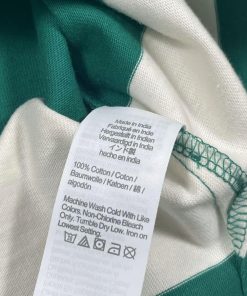 Made in India
Fabriqué en Inde
Hergestellt in Indien
Vervaardigd in India
インド製
hecho en India
100% Cotton / Coton /
Baumwolle / Katoen / 綿 /
algodón
Machine Wash Cold With Like
Colors. Non-Chlorine Bleach
Only. Tumble Dry Low. Iron on
Lowest Setting.